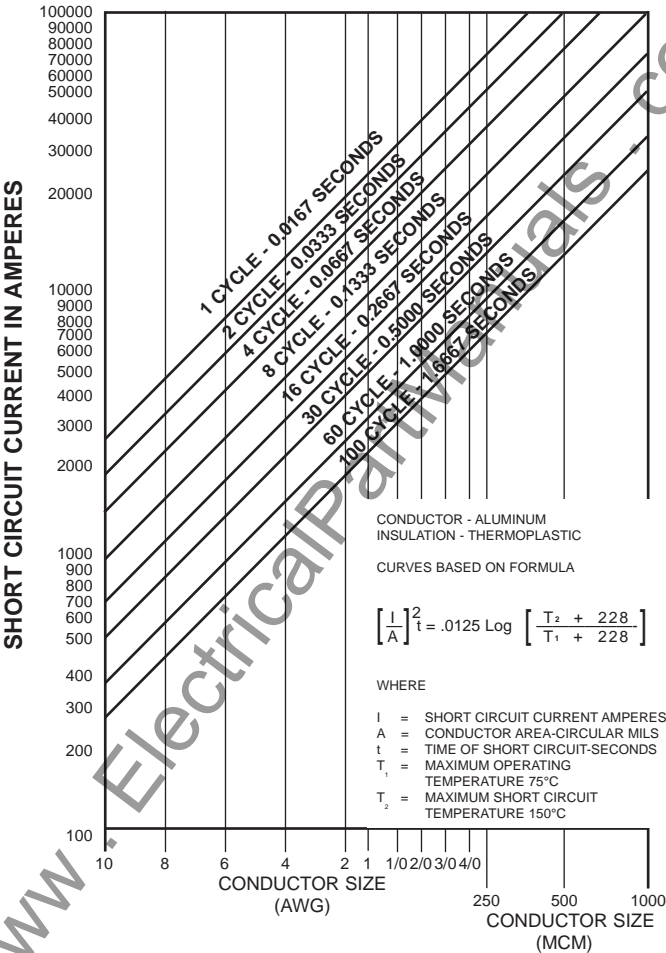 100000
90000
80000
70000
60000
50000
40000
30000
20000
10000
9000
8000
7000
6000
5000
4000
3000
2000
1000
900
800
700
600
500
400
300
200
100
SHORT CIRCUIT CURRENT IN AMPERES
1 CYCLE - 0.0167 SECONDS
2 CYCLE - 0.0333 SECONDS
4 CYCLE - 0.0667 SECONDS
8 CYCLE - 0.1333 SECONDS
16 CYCLE - 0.2667 SECONDS
30 CYCLE - 0.5000 SECONDS
60 CYCLE - 1.0000 SECONDS
100 CYCLE - 1.6667 SECONDS
CONDUCTOR - ALUMINUM
INSULATION - THERMOPLASTIC
CURVES BASED ON FORMULA
[I/A]² t = .0125 Log [T₂ + 228 / T₁ + 228]
WHERE
I = SHORT CIRCUIT CURRENT AMPERES
A = CONDUCTOR AREA-CIRCULAR MILS
t = TIME OF SHORT CIRCUIT-SECONDS
T₁ = MAXIMUM OPERATING
TEMPERATURE 75°C
T₂ = MAXIMUM SHORT CIRCUIT
TEMPERATURE 150°C
10 8 6 4 2 1 1/0 2/0 3/0 4/0
CONDUCTOR SIZE
(AWG)
250 500 1000
CONDUCTOR SIZE
(MCM)
ww . ElectricalPartManuals . co